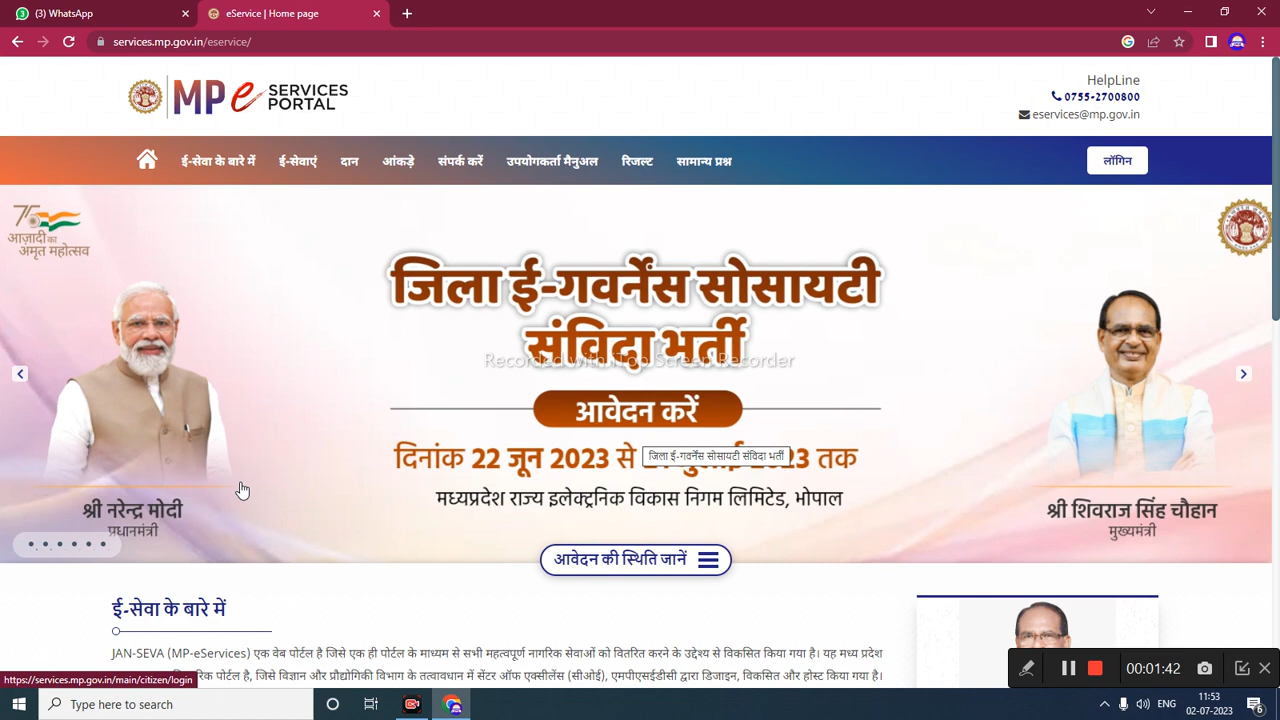 (3) WhatsApp
eService | Home page
services.mp.gov.in/eservice/
MP e SERVICES PORTAL
HelpLine
0755-2700800
eservices@mp.gov.in
ई-सेवा के बारे में ई-सेवाएं दान आंकड़े संपर्क करें उपयोगकर्ता मैनुअल रिजल्ट सामान्य प्रश्न लॉगिन
75 आज़ादी का अमृत महोत्सव
जिला ई-गवर्नेंस सोसायटी
संविदा भर्ती
Recorded with iTop Screen Recorder
आवेदन करें
दिनांक 22 जून 2023 से
जिला ई-गवर्नेंस सोसायटी संविदा भर्ती
तक
मध्यप्रदेश राज्य इलेक्ट्रनिक विकास निगम लिमिटेड, भोपाल
श्री नरेन्द्र मोदी
प्रधानमंत्री
श्री शिवराज सिंह चौहान
मुख्यमंत्री
आवेदन की स्थिति जानें
ई-सेवा के बारे में
JAN-SEVA (MP-eServices) एक वेब पोर्टल है जिसे एक ही पोर्टल के माध्यम से सभी महत्वपूर्ण नागरिक सेवाओं को वितरित करने के उद्देश्य से विकसित किया गया है। यह मध्य प्रदेश
पोर्टल है, जिसे विज्ञान और प्रौद्योगिकी विभाग के तत्वावधान में सेंटर ऑफ एक्सीलेंस (सीओई), एमपीएसईडीसी द्वारा डिजाइन, विकसित और होस्ट किया गया है।
https://services.mp.gov.in/main/citizen/login
00:01:42
Type here to search
ENG
11:53
02-07-2023
6